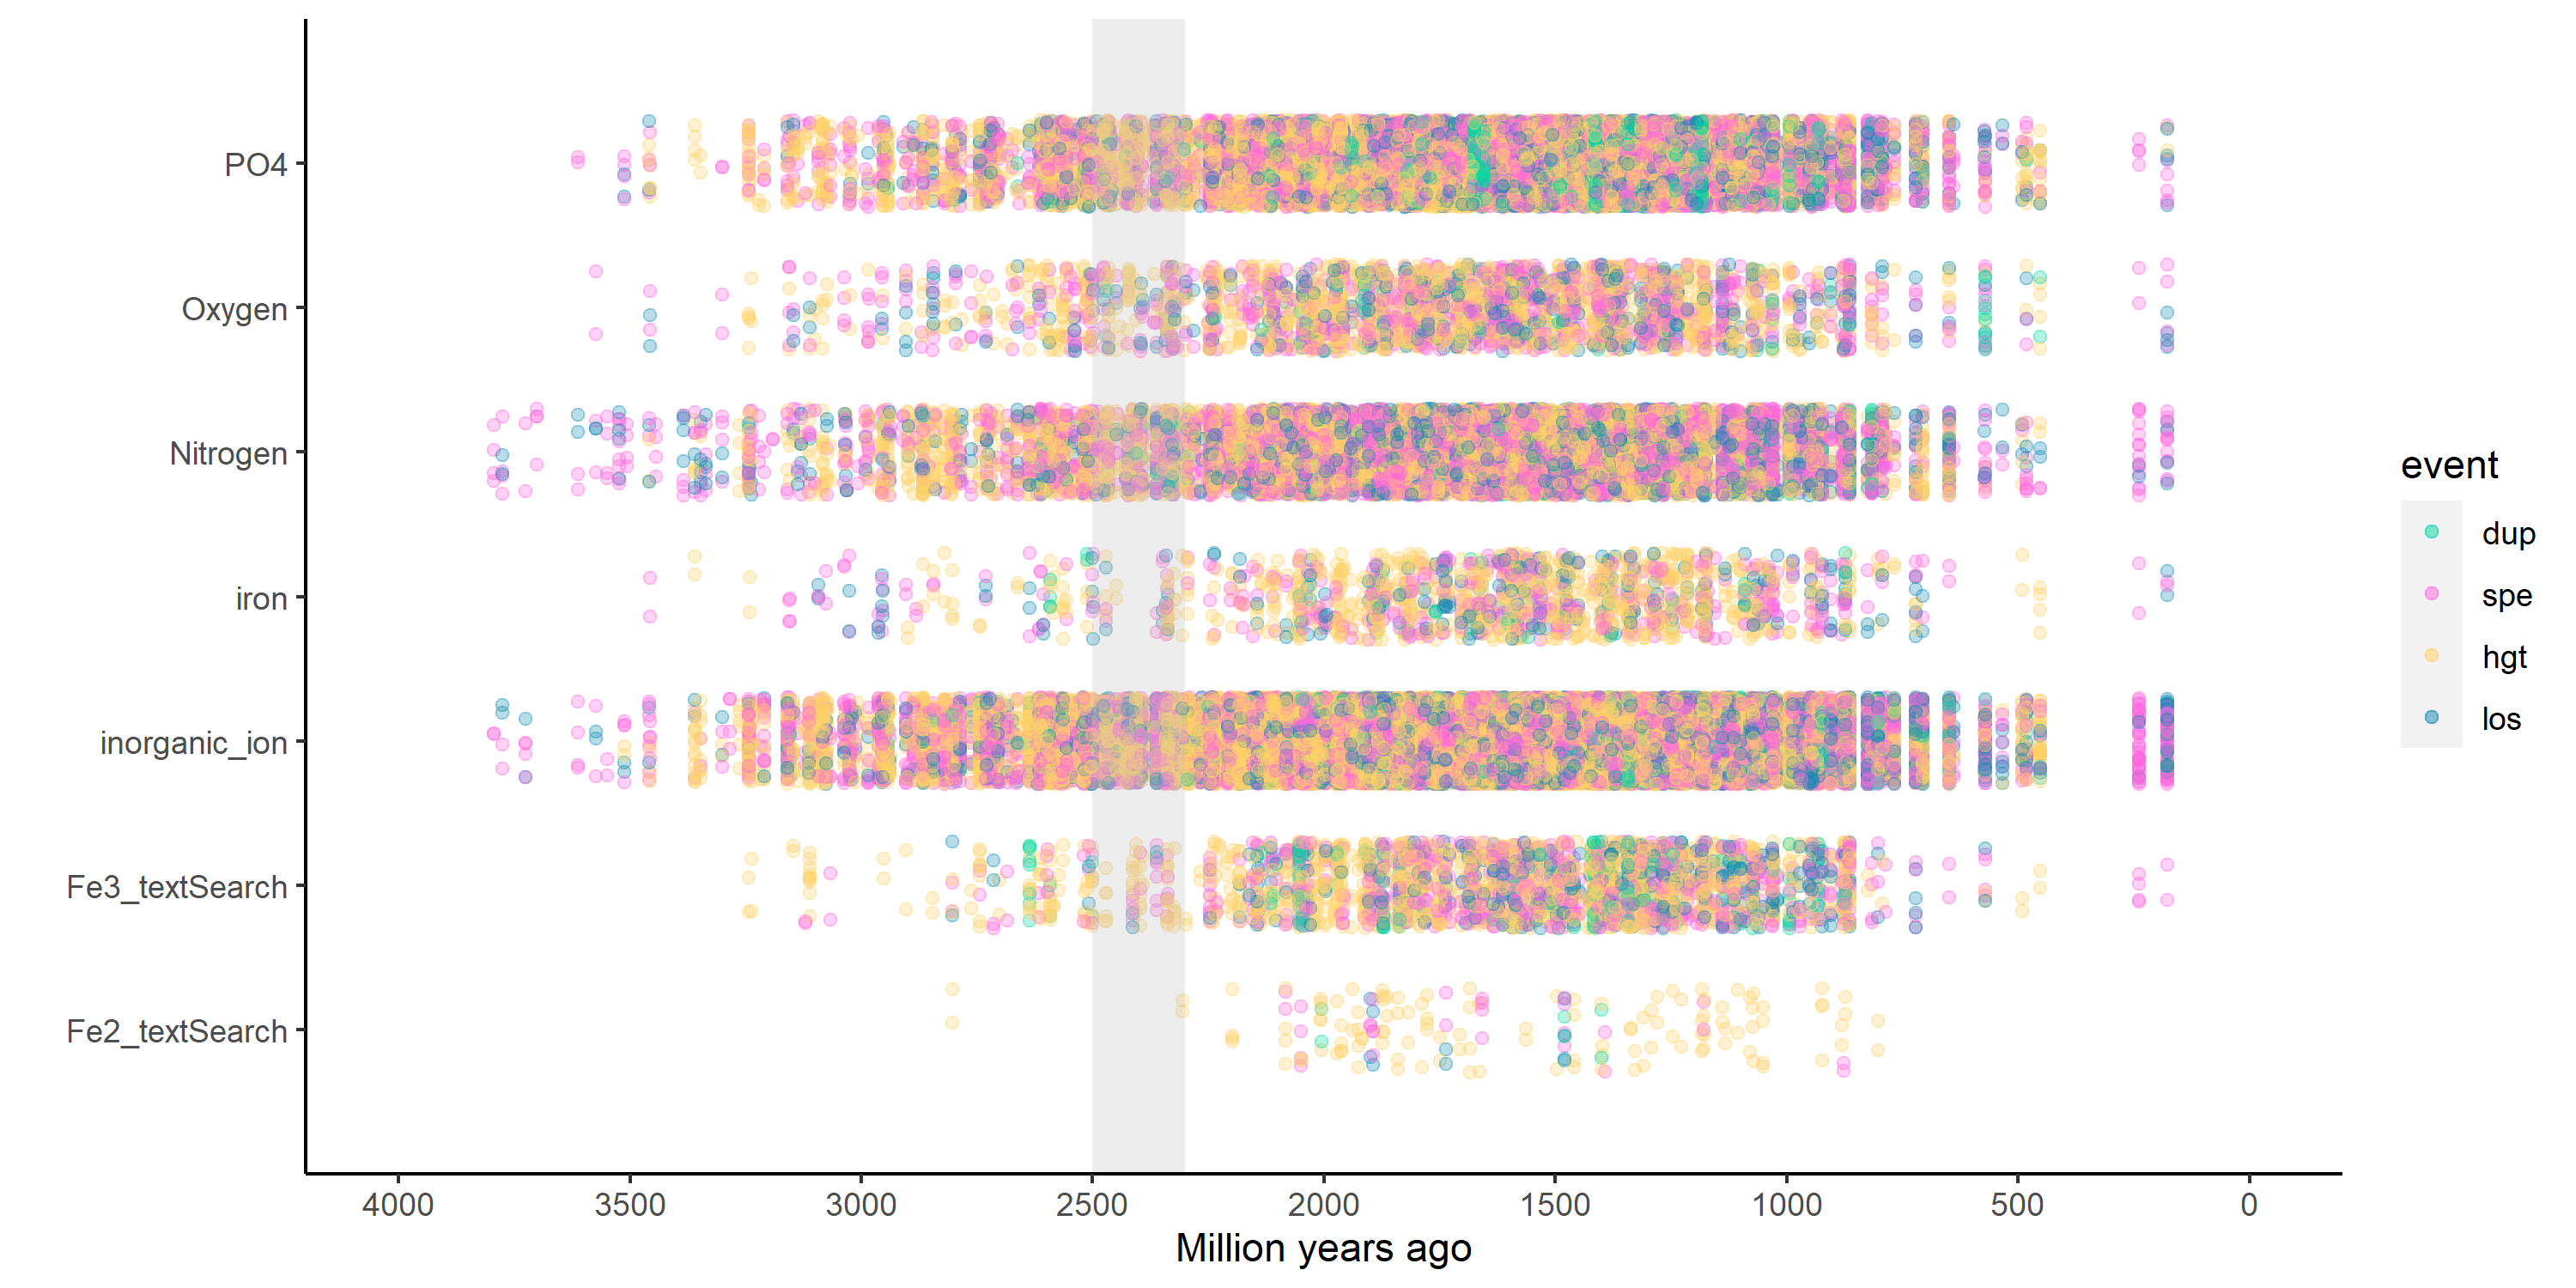 PO4
Oxygen
Nitrogen
iron
inorganic_ion
Fe3_textSearch
Fe2_textSearch
4000 3500 3000 2500 2000 1500 1000 500 0
Million years ago
event
dup
spe
hgt
los